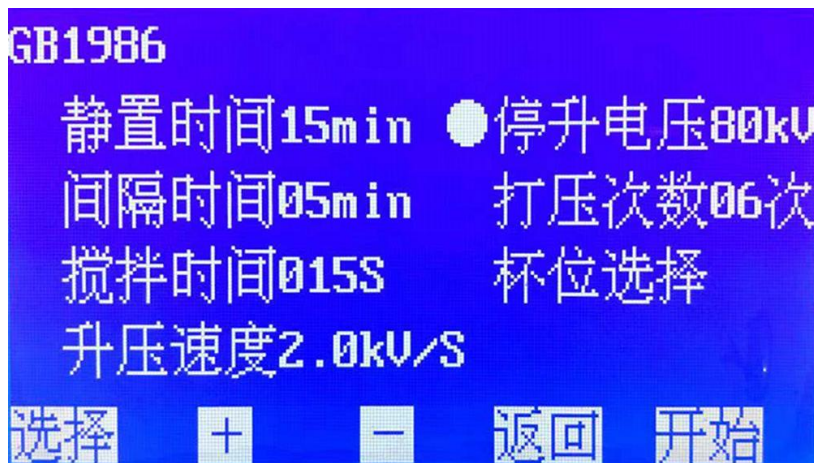 GB1986
静置时间15min ●停升电压80kV
间隔时间05min 打压次数06次
搅拌时间015S 杯位选择
升压速度2.0kV/S
选择 + − 返回 开始